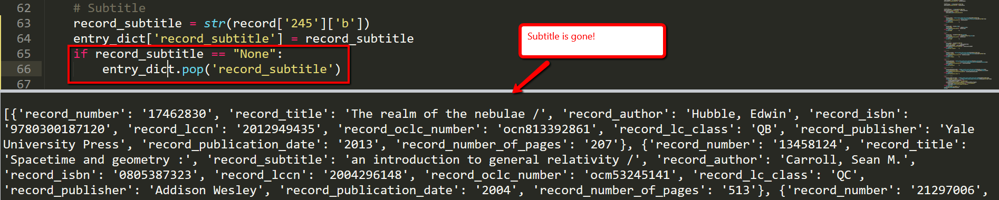 62 # Subtitle
63 record_subtitle = str(record['245']['b'])
64 entry_dict['record_subtitle'] = record_subtitle
65 if record_subtitle == "None":
66 entry_dict.pop('record_subtitle')
67
Subtitle is gone!
[{'record_number': '17462830', 'record_title': 'The realm of the nebulae /', 'record_author': 'Hubble, Edwin', 'record_isbn':
'9780300187120', 'record_lccn': '2012949435', 'record_oclc_number': 'ocn813392861', 'record_lc_class': 'QB', 'record_publisher': 'Yale
University Press', 'record_publication_date': '2013', 'record_number_of_pages': '207'}, {'record_number': '13458124', 'record_title':
'Spacetime and geometry :', 'record_subtitle': 'an introduction to general relativity /', 'record_author': 'Carroll, Sean M.',
'record_isbn': '0805387323', 'record_lccn': '2004296148', 'record_oclc_number': 'ocm53245141', 'record_lc_class': 'QC',
'record_publisher': 'Addison Wesley', 'record_publication_date': '2004', 'record_number_of_pages': '513'}, {'record_number': '21297006',